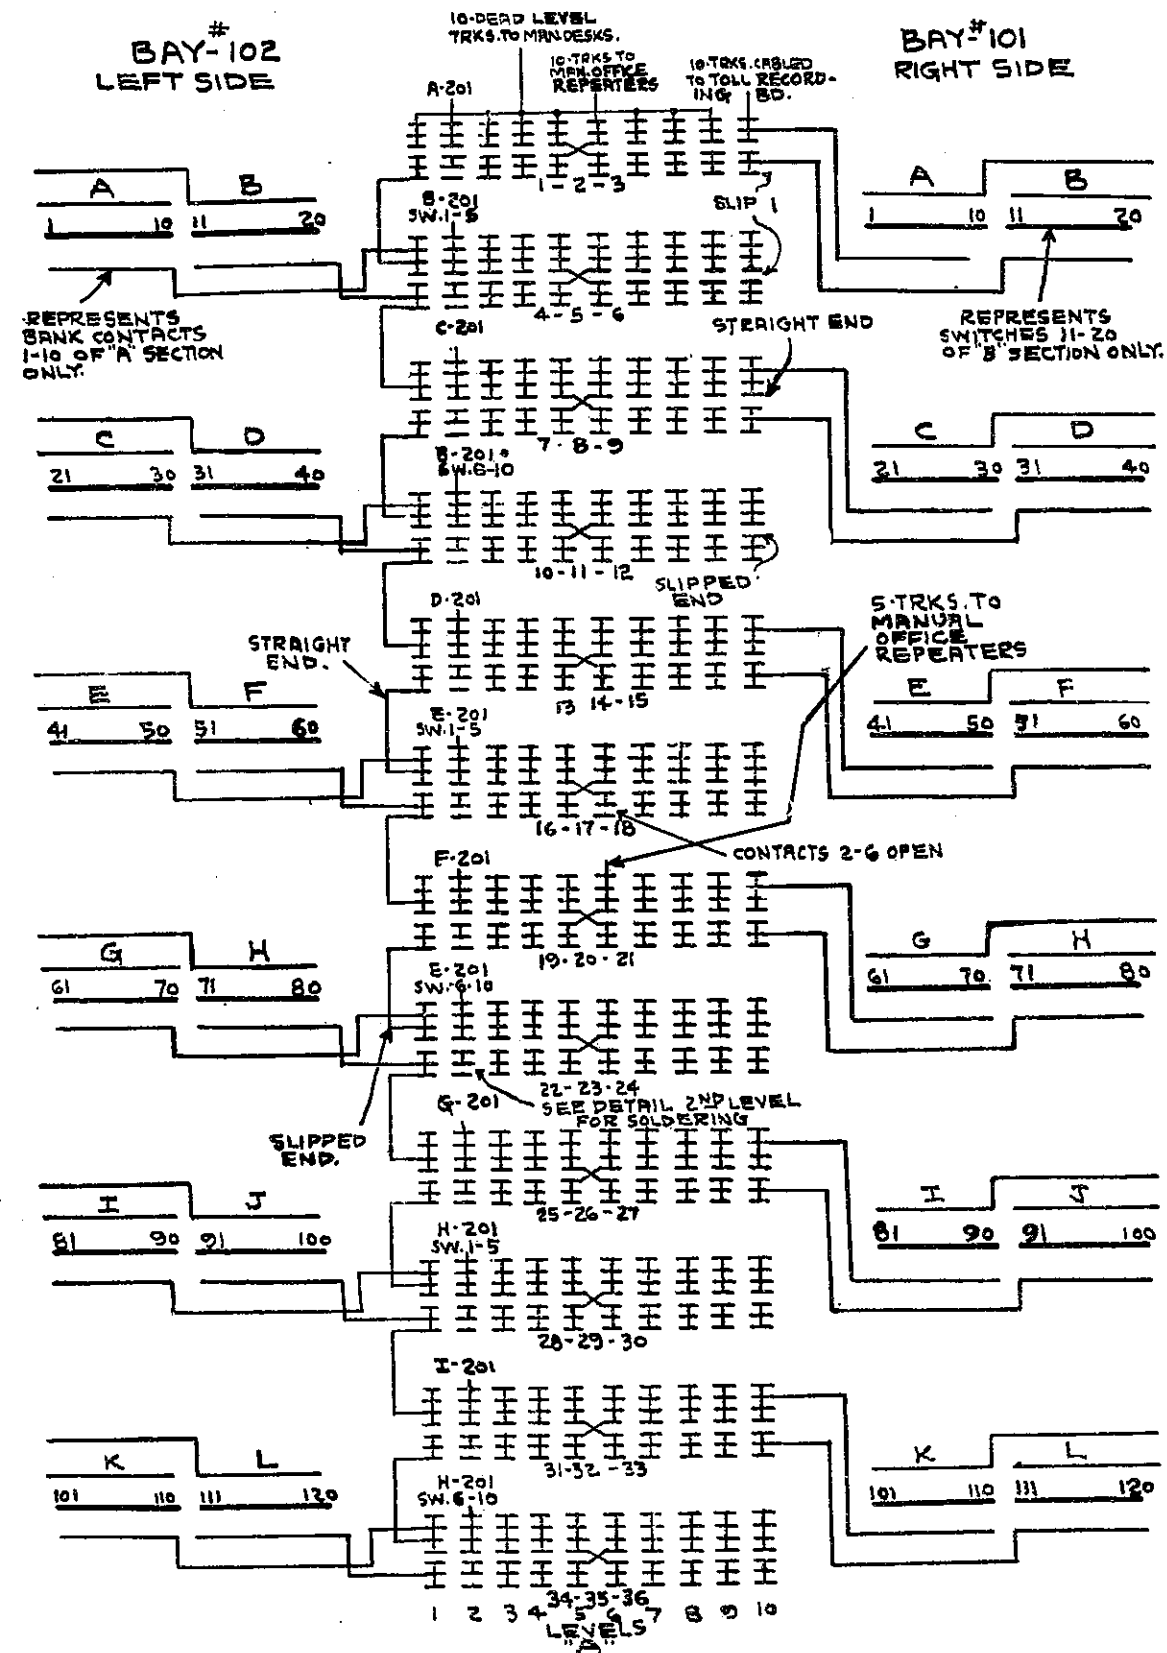 BAY-#102
LEFT SIDE
10-DEAD LEVEL
TRKS. TO MAN DESKS.
10-TRKS TO
MAN. OFFICE
REPEATERS
10-TRKS. CABLED
TO TOLL RECORD-
ING BD.
BAY-#101
RIGHT SIDE
A-201
A B
1 10 11 20
1-2-3
SLIP 1
A B
1 10 11 20
B-201
SW. 1-5
4-5-6
REPRESENTS
BANK CONTACTS
1-10 OF "A" SECTION
ONLY.
C-201
STRAIGHT END
REPRESENTS
SWITCHES 11-20
OF "B" SECTION ONLY.
7-8-9
C D
21 30 31 40
C D
21 30 31 40
B-201
SW. 6-10
10-11-12
SLIPPED
END
D-201
5-TRKS. TO
MANUAL
OFFICE
REPEATERS
STRAIGHT
END.
13 14-15
E F
41 50 51 60
E F
41 50 51 60
E-201
SW. 1-5
16-17-18
CONTACTS 2-6 OPEN
F-201
19-20-21
G H
61 70 71 80
G H
61 70 71 80
E-201
SW. 6-10
22-23-24
SEE DETAIL 2ND LEVEL
FOR SOLDERING
G-201
SLIPPED
END.
25-26-27
I J
81 90 91 100
I J
81 90 91 100
H-201
SW. 1-5
28-29-30
I-201
31-32-33
K L
101 110 111 120
K L
101 110 111 120
H-201
SW. 6-10
34-35-36
1 2 3 4 5 6 7 8 9 10
LEVELS